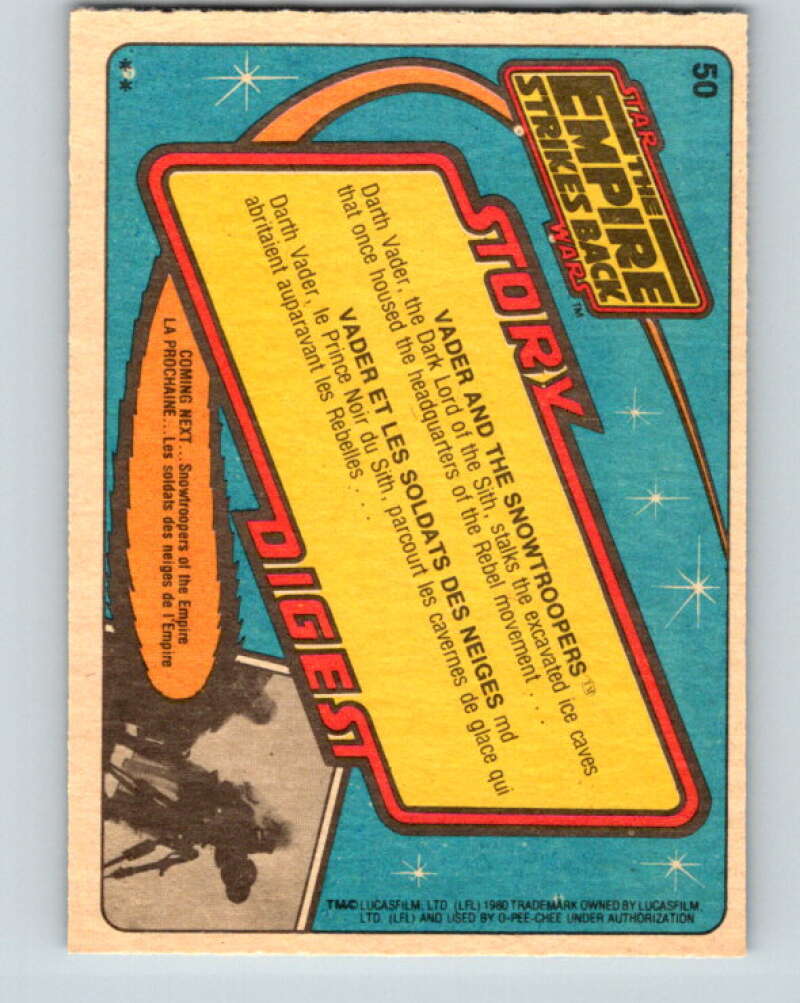 50
STAR
THE
EMPIRE
STRIKES BACK
WARS™
STORY
VADER AND THE SNOWTROOPERS™
Darth Vader, the Dark Lord of the Sith, stalks the excavated ice caves
that once housed the headquarters of the Rebel movement . . .
VADER ET LES SOLDATS DES NEIGES md
Darth Vader, le Prince Noir du Sith, parcourt les cavernes de glace qui
abritaient auparavant les Rebelles . . .
DIGEST
COMING NEXT...Snowtroopers of the Empire
LA PROCHAINE...Les soldats des neiges de l'Empire
**
TM© LUCASFILM, LTD. (LFL) 1980 TRADEMARK OWNED BY LUCASFILM,
LTD. (LFL) AND USED BY O-PEE-CHEE UNDER AUTHORIZATION.